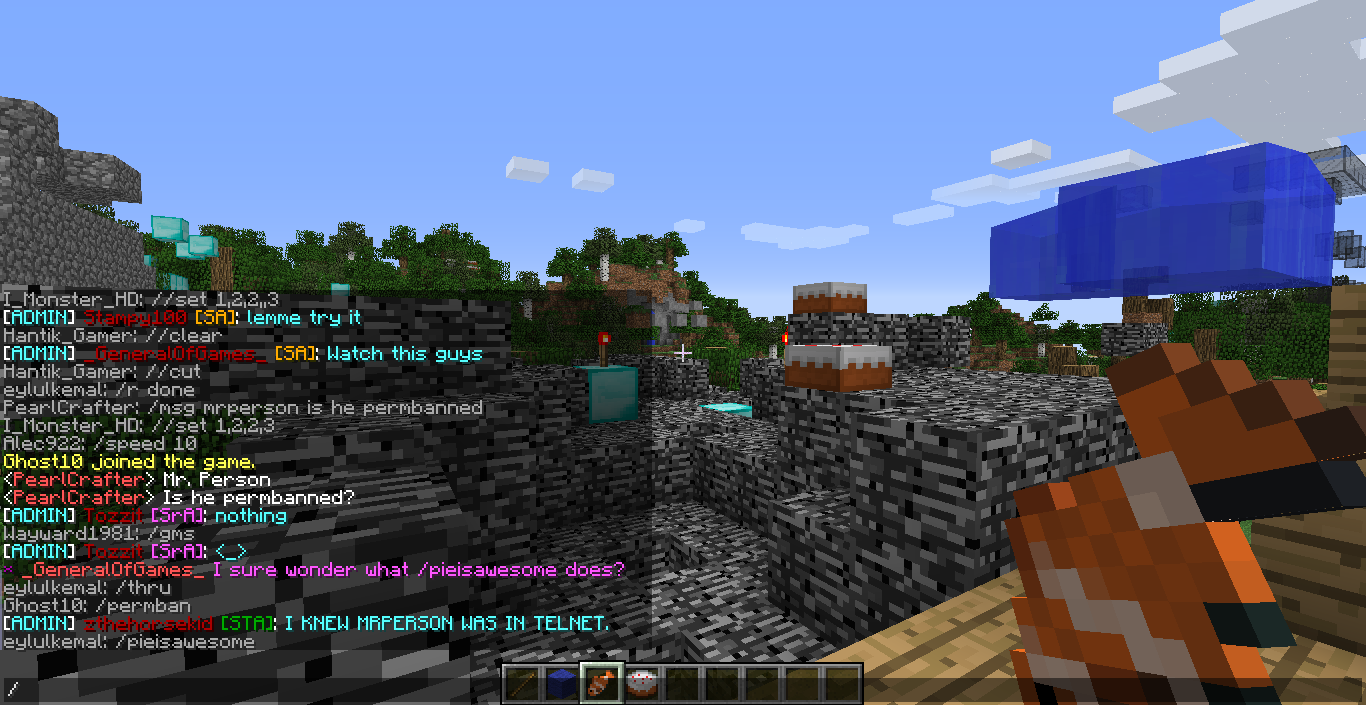 I_Monster_HD: //set 1,2,2,,3
[ADMIN] Stampy100 [SA]: lemme try it
Hantik_Gamer: //clear
[ADMIN] _GeneralOfGames_ [SA]: Watch this guys
Hantik_Gamer: //cut
eylulkemal: /r done
PearlCrafter: /msg mrperson is he permbanned
I_Monster_HD: //set 1,2,2,3
Alec922: /speed 10
Ghost10 joined the game.
<PearlCrafter> Mr. Person
<PearlCrafter> Is he permbanned?
[ADMIN] Tozzit [SrA]: nothing
Wayward1981: /gms
[ADMIN] Tozzit [SrA]: <_>
* _GeneralOfGames_ I sure wonder what /pieisawesome does?
eylulkemal: /thru
Ghost10: /permban
[ADMIN] zthehorsekid [STA]: I KNEW MRPERSON WAS IN TELNET.
eylulkemal: /pieisawesome
/